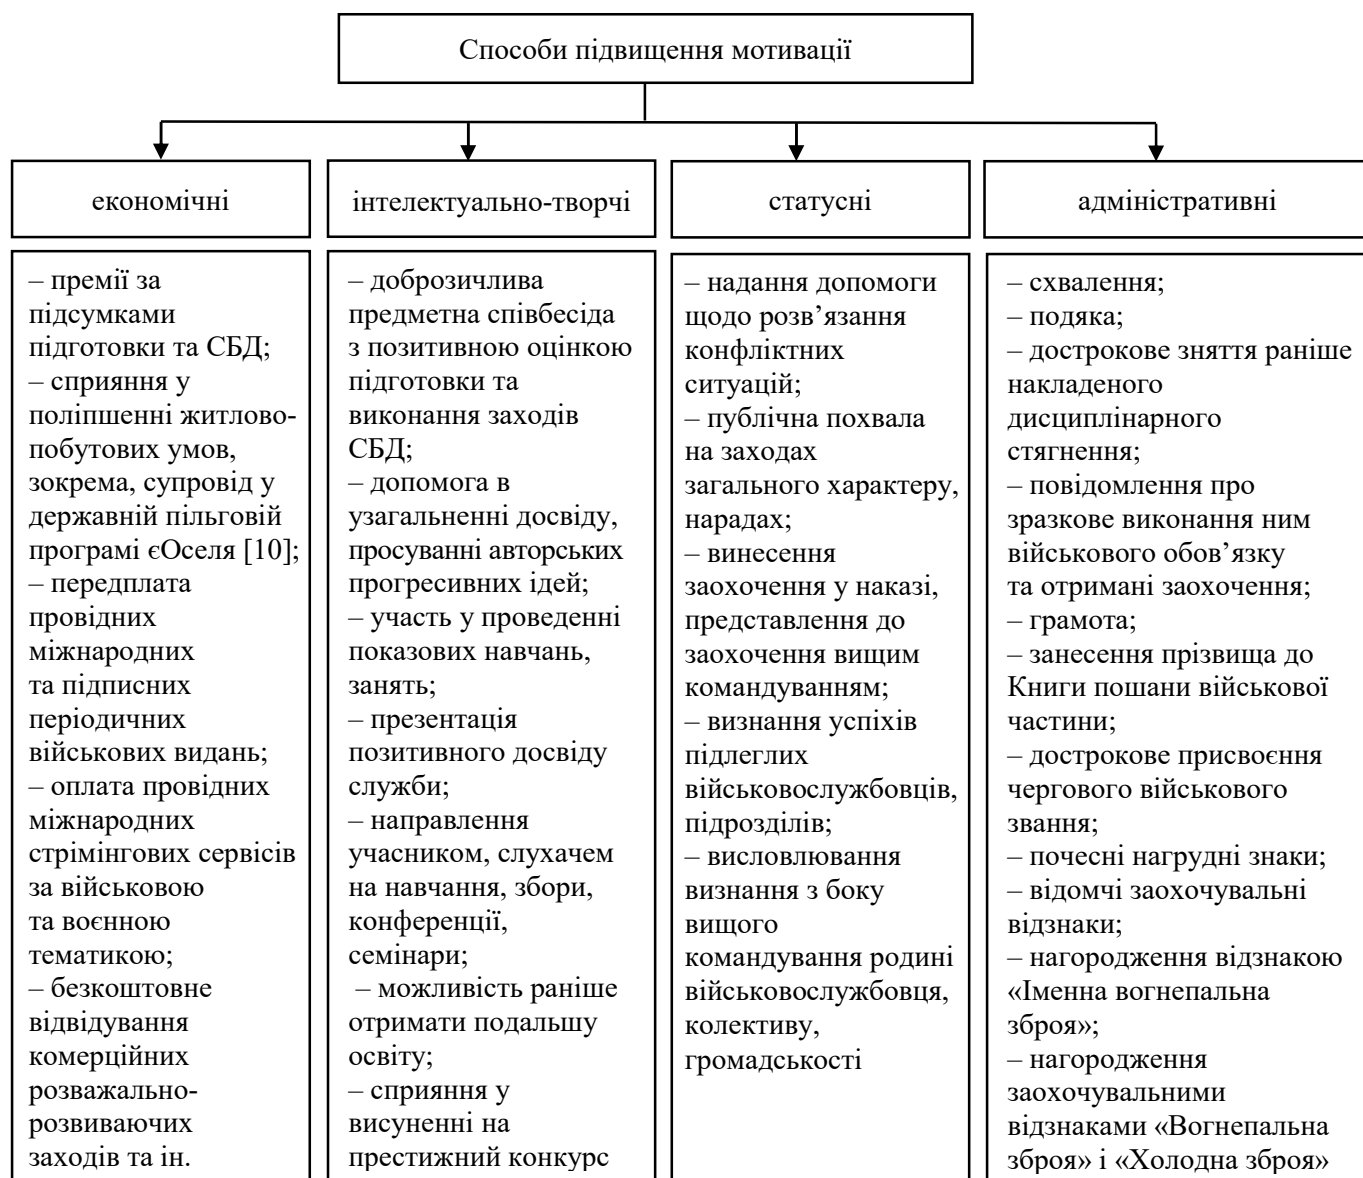 Способи підвищення мотивації
економічні
інтелектуально-творчі
статусні
адміністративні
– премії за
підсумками
підготовки та СБД;
– сприяння у
поліпшенні житлово-
побутових умов,
зокрема, супровід у
державній пільговій
програмі єОселя [10];
– передплата
провідних
міжнародних
та підписних
періодичних
військових видань;
– оплата провідних
міжнародних
стрімінгових сервісів
за військовою
та воєнною
тематикою;
– безкоштовне
відвідування
комерційних
розважально-
розвиваючих
заходів та ін.
– доброзичлива
предметна співбесіда
з позитивною оцінкою
підготовки та
виконання заходів
СБД;
– допомога в
узагальненні досвіду,
просуванні авторських
прогресивних ідей;
– участь у проведенні
показових навчань,
занять;
– презентація
позитивного досвіду
служби;
– направлення
учасником, слухачем
на навчання, збори,
конференції,
семінари;
– можливість раніше
отримати подальшу
освіту;
– сприяння у
висуненні на
престижний конкурс
– надання допомоги
щодо розв’язання
конфліктних
ситуацій;
– публічна похвала
на заходах
загального характеру,
нарадах;
– винесення
заохочення у наказі,
представлення до
заохочення вищим
командуванням;
– визнання успіхів
підлеглих
військовослужбовців,
підрозділів;
– висловлювання
визнання з боку
вищого
командування родині
військовослужбовця,
колективу,
громадськості
– схвалення;
– подяка;
– дострокове зняття раніше
накладеного
дисциплінарного
стягнення;
– повідомлення про
зразкове виконання ним
військового обов’язку
та отримані заохочення;
– грамота;
– занесення прізвища до
Книги пошани військової
частини;
– дострокове присвоєння
чергового військового
звання;
– почесні нагрудні знаки;
– відомчі заохочувальні
відзнаки;
– нагородження відзнакою
«Іменна вогнепальна
зброя»;
– нагородження
заохочувальними
відзнаками «Вогнепальна
зброя» і «Холодна зброя»